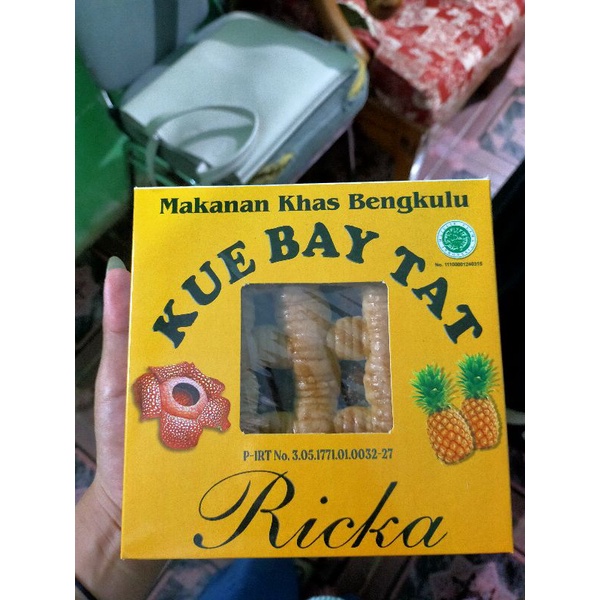 Makanan Khas Bengkulu
KUE BAY TAT
P-IRT No. 3.05.1771.01.0032-27
Ricka